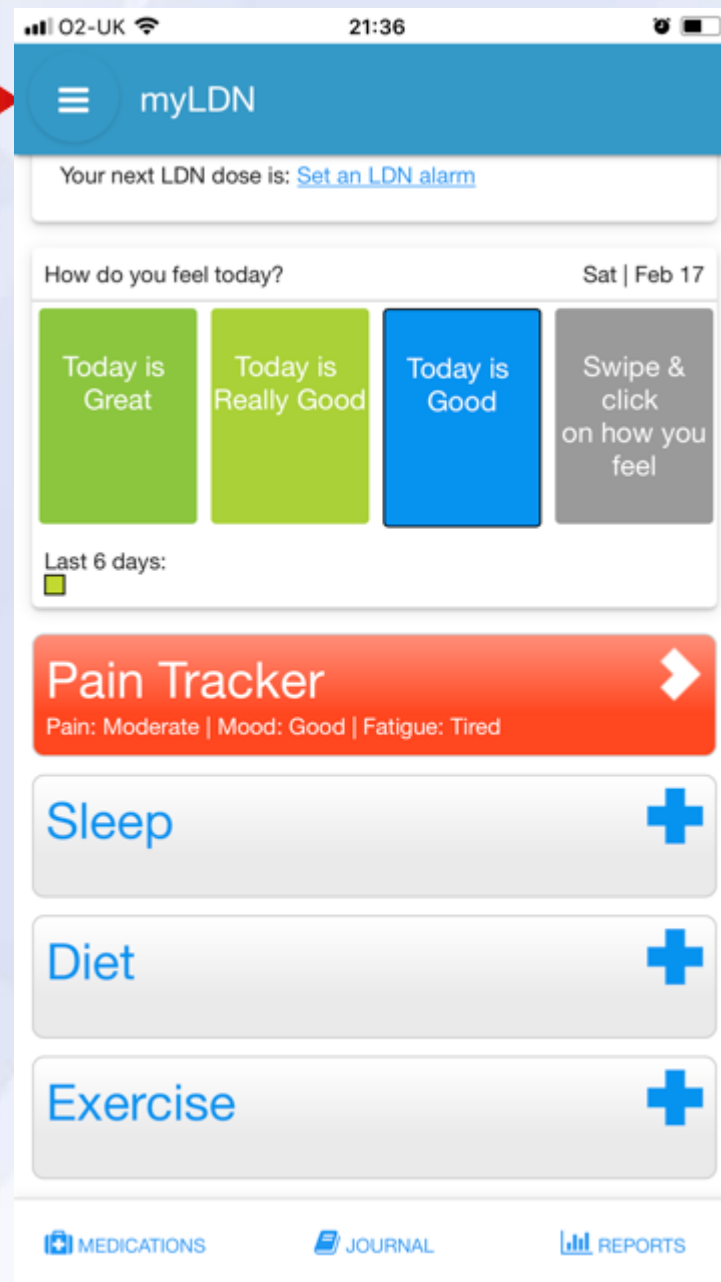 O2-UK 21:36
myLDN
Your next LDN dose is: Set an LDN alarm
How do you feel today? Sat | Feb 17
Today is
Great
Today is
Really Good
Today is
Good
Swipe &
click
on how you
feel
Last 6 days:
Pain Tracker
Pain: Moderate | Mood: Good | Fatigue: Tired
Sleep
Diet
Exercise
MEDICATIONS JOURNAL REPORTS